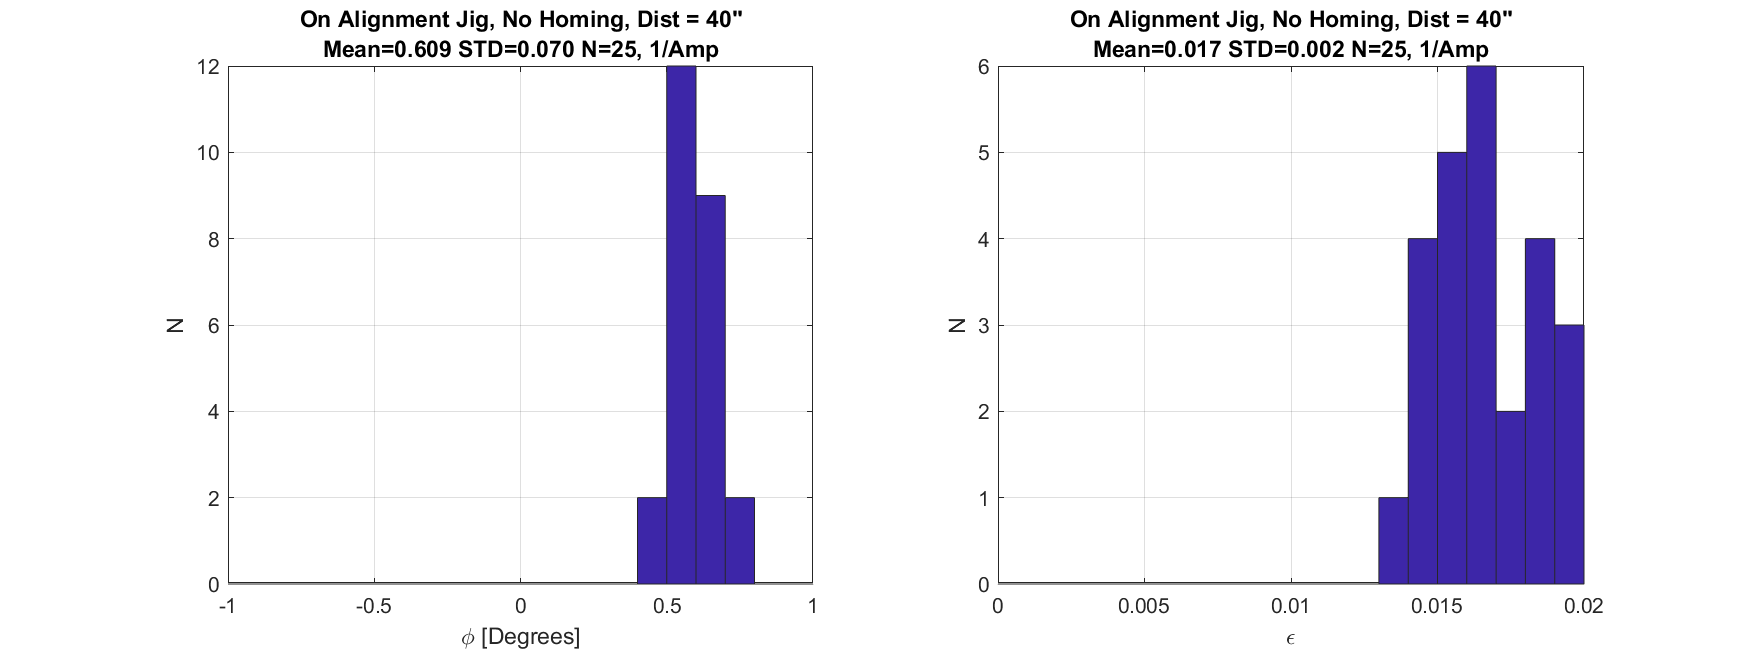 On Alignment Jig, No Homing, Dist = 40"
Mean=0.609 STD=0.070 N=25, 1/Amp
12
10
8
6
4
2
0
N
-1 -0.5 0 0.5 1
ϕ [Degrees]
On Alignment Jig, No Homing, Dist = 40"
Mean=0.017 STD=0.002 N=25, 1/Amp
6
5
4
3
2
1
0
N
0 0.005 0.01 0.015 0.02
ϵ